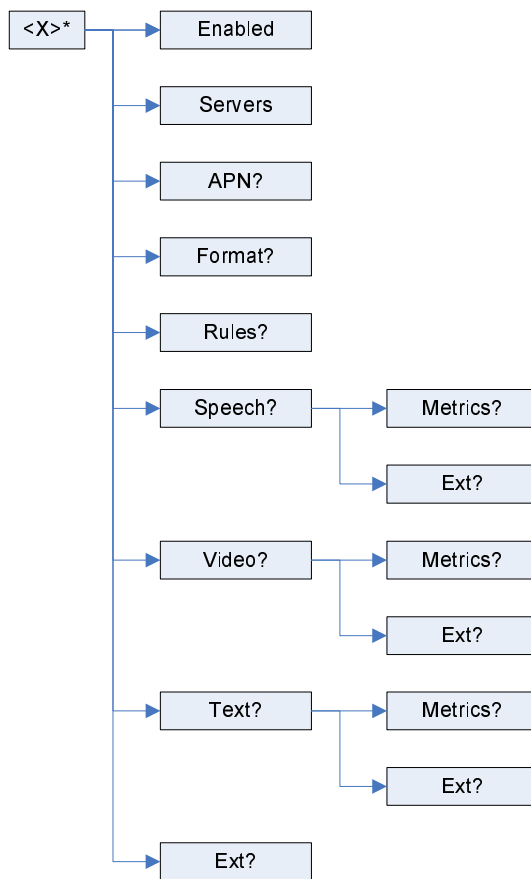 <X>*
Enabled
Servers
APN?
Format?
Rules?
Speech?
Metrics?
Ext?
Video?
Metrics?
Ext?
Text?
Metrics?
Ext?
Ext?